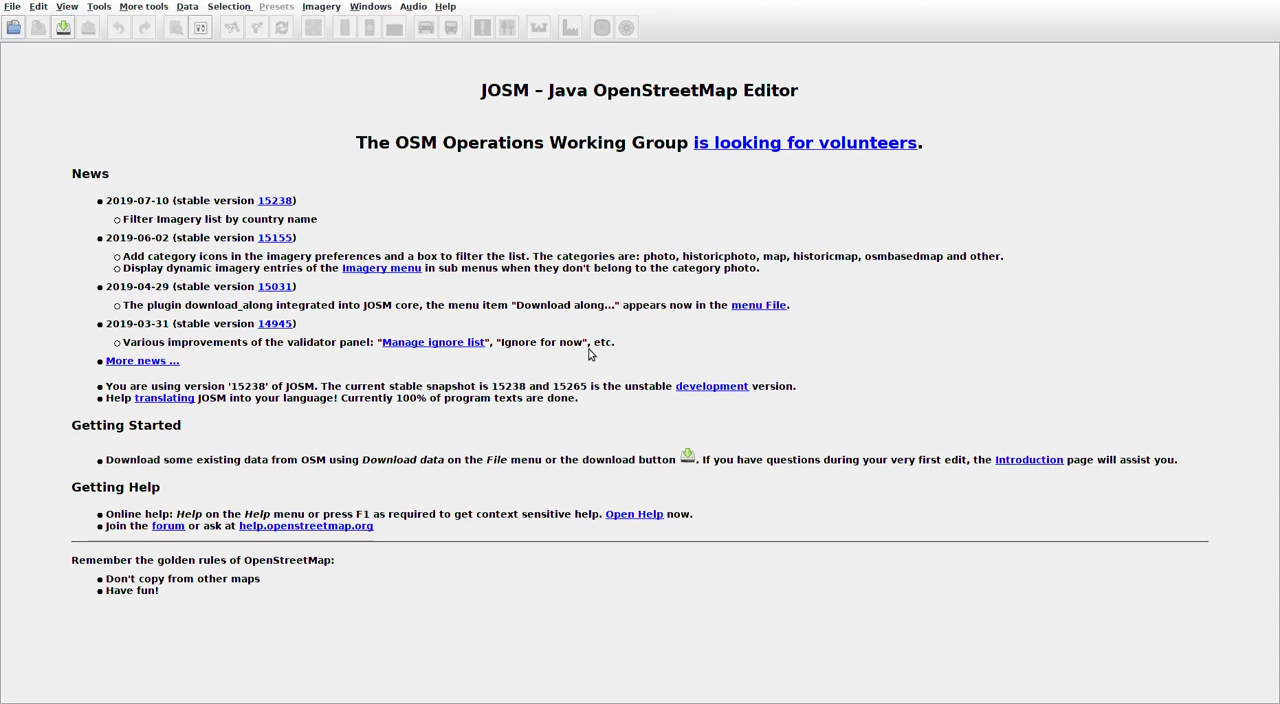 File Edit View Tools More tools Data Selection Presets Imagery Windows Audio Help
JOSM – Java OpenStreetMap Editor
The OSM Operations Working Group is looking for volunteers.
News
2019-07-10 (stable version 15238)
Filter Imagery list by country name
2019-06-02 (stable version 15155)
Add category icons in the imagery preferences and a box to filter the list. The categories are: photo, historicphoto, map, historicmap, osmbasedmap and other.
Display dynamic imagery entries of the Imagery menu in sub menus when they don't belong to the category photo.
2019-04-29 (stable version 15031)
The plugin download_along integrated into JOSM core, the menu item "Download along..." appears now in the menu File.
2019-03-31 (stable version 14945)
Various improvements of the validator panel: "Manage ignore list", "Ignore for now", etc.
More news ...
You are using version '15238' of JOSM. The current stable snapshot is 15238 and 15265 is the unstable development version.
Help translating JOSM into your language! Currently 100% of program texts are done.
Getting Started
Download some existing data from OSM using Download data on the File menu or the download button . If you have questions during your very first edit, the Introduction page will assist you.
Getting Help
Online help: Help on the Help menu or press F1 as required to get context sensitive help. Open Help now.
Join the forum or ask at help.openstreetmap.org
Remember the golden rules of OpenStreetMap:
Don't copy from other maps
Have fun!